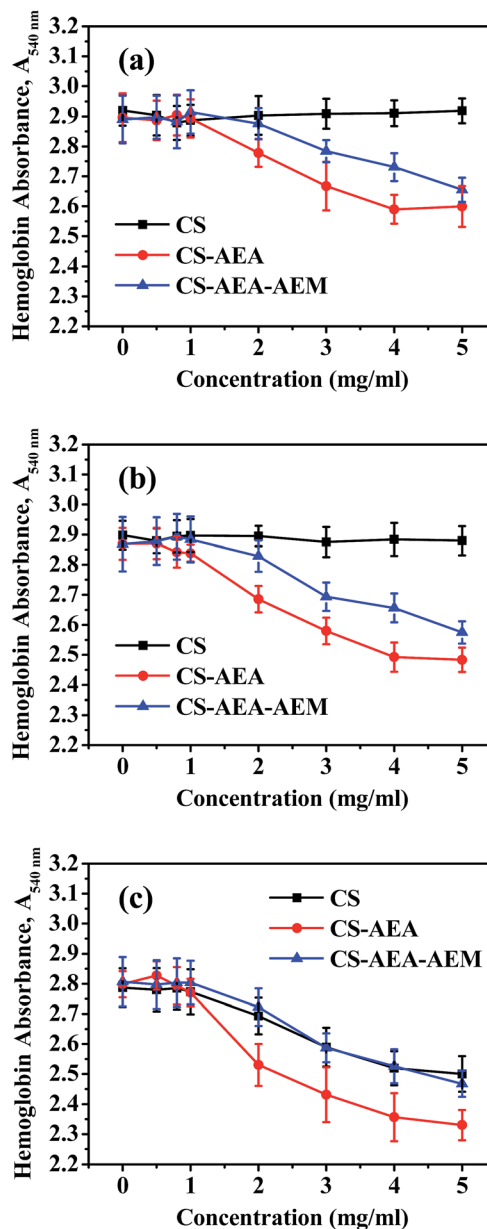 (a)
Hemoglobin Absorbance, A540 nm
3.2
3.1
3.0
2.9
2.8
2.7
2.6
2.5
2.4
2.3
2.2
CS
CS-AEA
CS-AEA-AEM
0 1 2 3 4 5
Concentration (mg/ml)
(b)
Hemoglobin Absorbance, A540 nm
3.2
3.1
3.0
2.9
2.8
2.7
2.6
2.5
2.4
2.3
2.2
CS
CS-AEA
CS-AEA-AEM
0 1 2 3 4 5
Concentration (mg/ml)
(c)
Hemoglobin Absorbance, A540 nm
3.2
3.1
3.0
2.9
2.8
2.7
2.6
2.5
2.4
2.3
2.2
CS
CS-AEA
CS-AEA-AEM
0 1 2 3 4 5
Concentration (mg/ml)